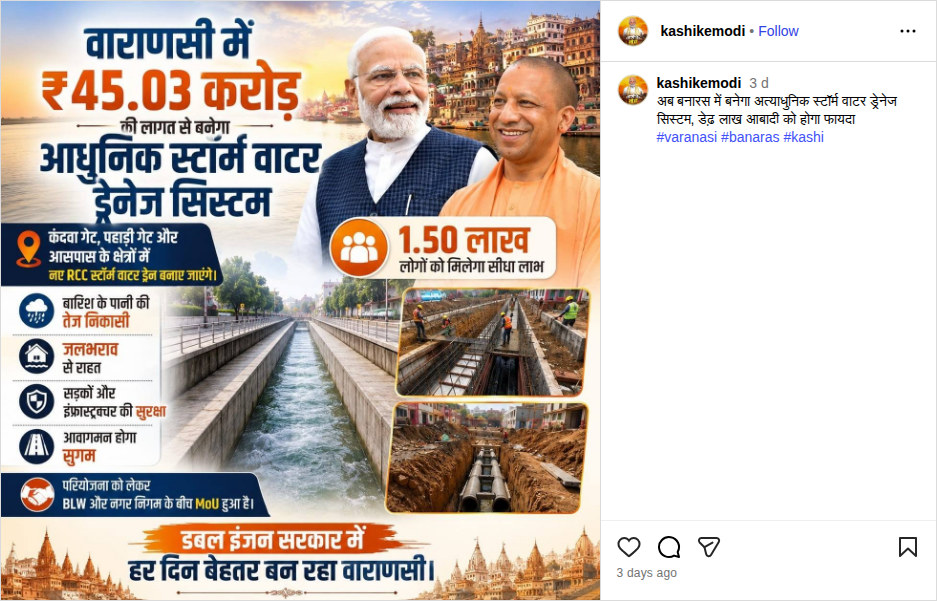 वाराणसी में
₹45.03 करोड़
की लागत से बनेगा
आधुनिक स्टॉर्म वाटर
ड्रेनेज सिस्टम
कंदवा गेट, पहाड़ी गेट और
आसपास के क्षेत्रों में
नए RCC स्टॉर्म वाटर ड्रेन बनाए जाएंगे।
1.50 लाख
लोगों को मिलेगा सीधा लाभ
बारिश के पानी की
तेज निकासी
जलभराव
से राहत
सड़कों और
इंफ्रास्ट्रक्चर की सुरक्षा
आवागमन होगा
सुगम
परियोजना को लेकर
BLW और नगर निगम के बीच MoU हुआ है।
डबल इंजन सरकार में
हर दिन बेहतर बन रहा वाराणसी।
kashikemodi • Follow
kashikemodi 3 d
अब बनारस में बनेगा अत्याधुनिक स्टॉर्म वाटर ड्रेनेज
सिस्टम, डेढ़ लाख आबादी को होगा फायदा
#varanasi #banaras #kashi
3 days ago